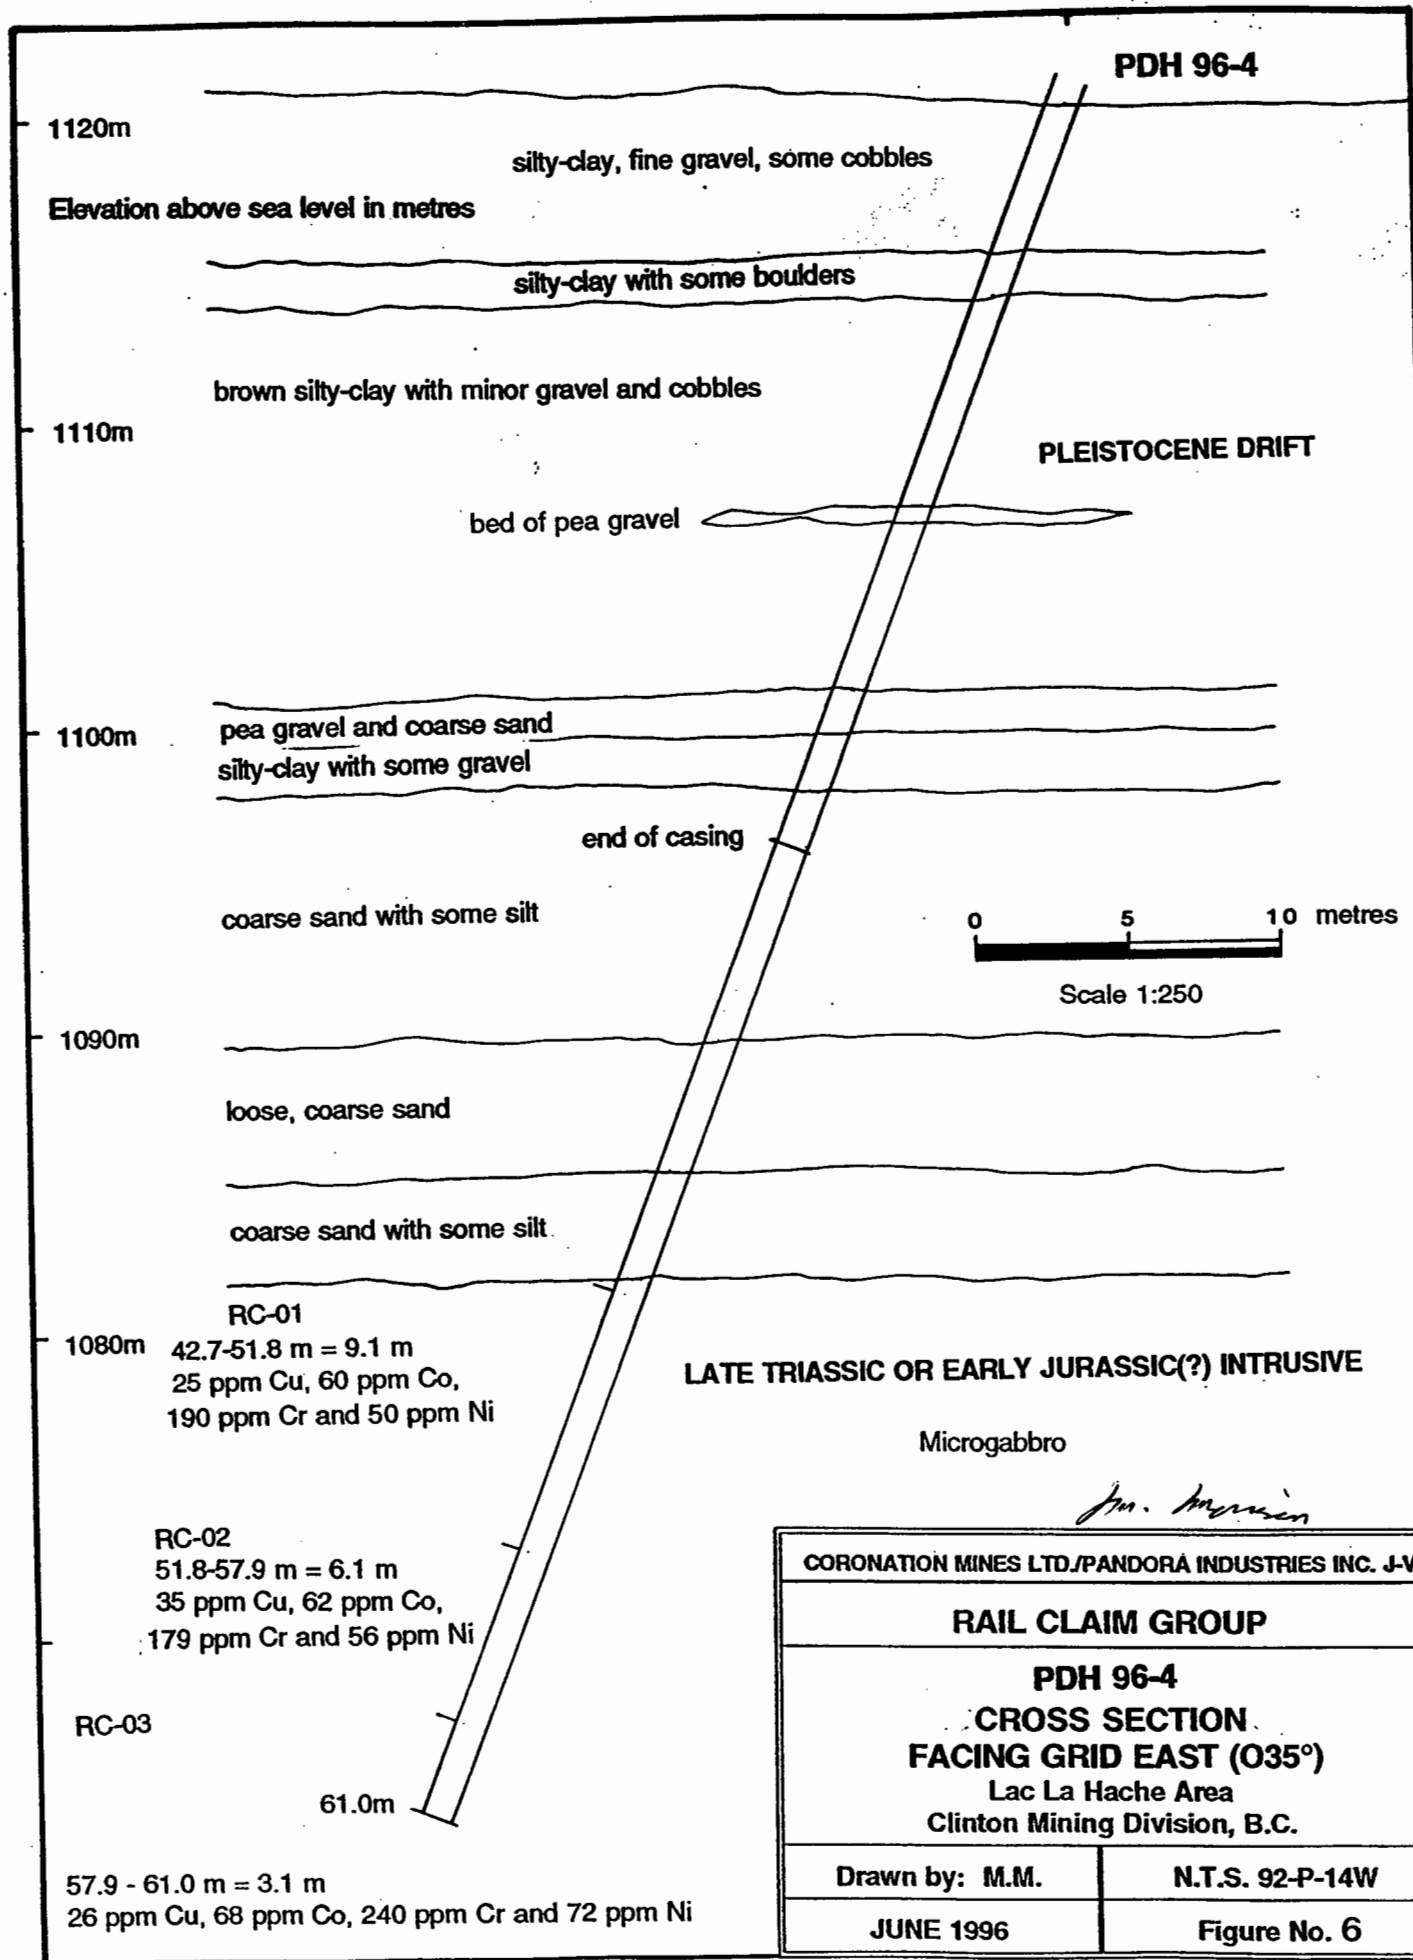 PDH 96-4
1120m
silty-clay, fine gravel, some cobbles
Elevation above sea level in metres
silty-clay with some boulders
brown silty-clay with minor gravel and cobbles
1110m
PLEISTOCENE DRIFT
bed of pea gravel
pea gravel and coarse sand
1100m
silty-clay with some gravel
end of casing
coarse sand with some silt
0 5 10 metres
Scale 1:250
1090m
loose, coarse sand
coarse sand with some silt
RC-01
1080m
42.7-51.8 m = 9.1 m
25 ppm Cu, 60 ppm Co,
190 ppm Cr and 50 ppm Ni
LATE TRIASSIC OR EARLY JURASSIC(?) INTRUSIVE
Microgabbro
RC-02
51.8-57.9 m = 6.1 m
35 ppm Cu, 62 ppm Co,
179 ppm Cr and 56 ppm Ni
RC-03
61.0m
57.9 - 61.0 m = 3.1 m
26 ppm Cu, 68 ppm Co, 240 ppm Cr and 72 ppm Ni
CORONATION MINES LTD./PANDORA INDUSTRIES INC. J-V
RAIL CLAIM GROUP
PDH 96-4
CROSS SECTION
FACING GRID EAST (O35°)
Lac La Hache Area
Clinton Mining Division, B.C.
Drawn by: M.M.
N.T.S. 92-P-14W
JUNE 1996
Figure No. 6